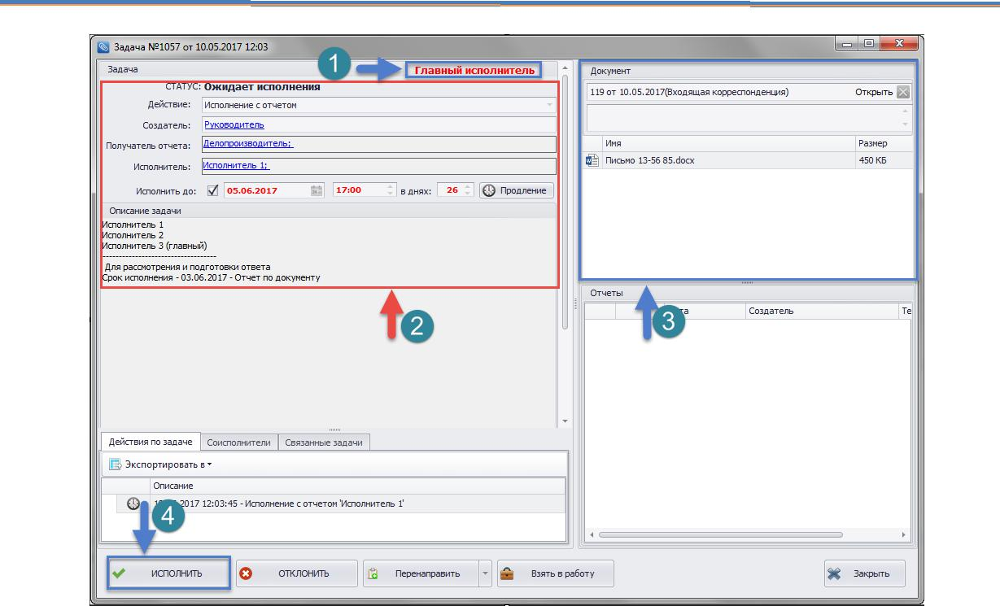 Задача №1057 от 10.05.2017 12:03
Задача
1
Главный исполнитель
СТАТУС: Ожидает исполнения
Действие: Исполнение с отчетом
Создатель: Руководитель
Получатель отчета: Делопроизводитель;
Исполнитель: Исполнитель 1;
Исполнить до: 05.06.2017 17:00 в днях: 26 Продление
Описание задачи
Исполнитель 1
Исполнитель 2
Исполнитель 3 (главный)
-----------------------------------
Для рассмотрения и подготовки ответа
Срок исполнения - 03.06.2017 - Отчет по документу
2
Документ
119 от 10.05.2017(Входящая корреспонденция) Открыть
Имя Размер
Письмо 13-56 85.docx 450 КБ
3
Отчеты
Создатель Те
Действия по задаче Соисполнители Связанные задачи
Экспортировать в
Описание
2017 12:03:45 - Исполнение с отчетом 'Исполнитель 1'
4
ИСПОЛНИТЬ ОТКЛОНИТЬ Перенаправить Взять в работу Закрыть